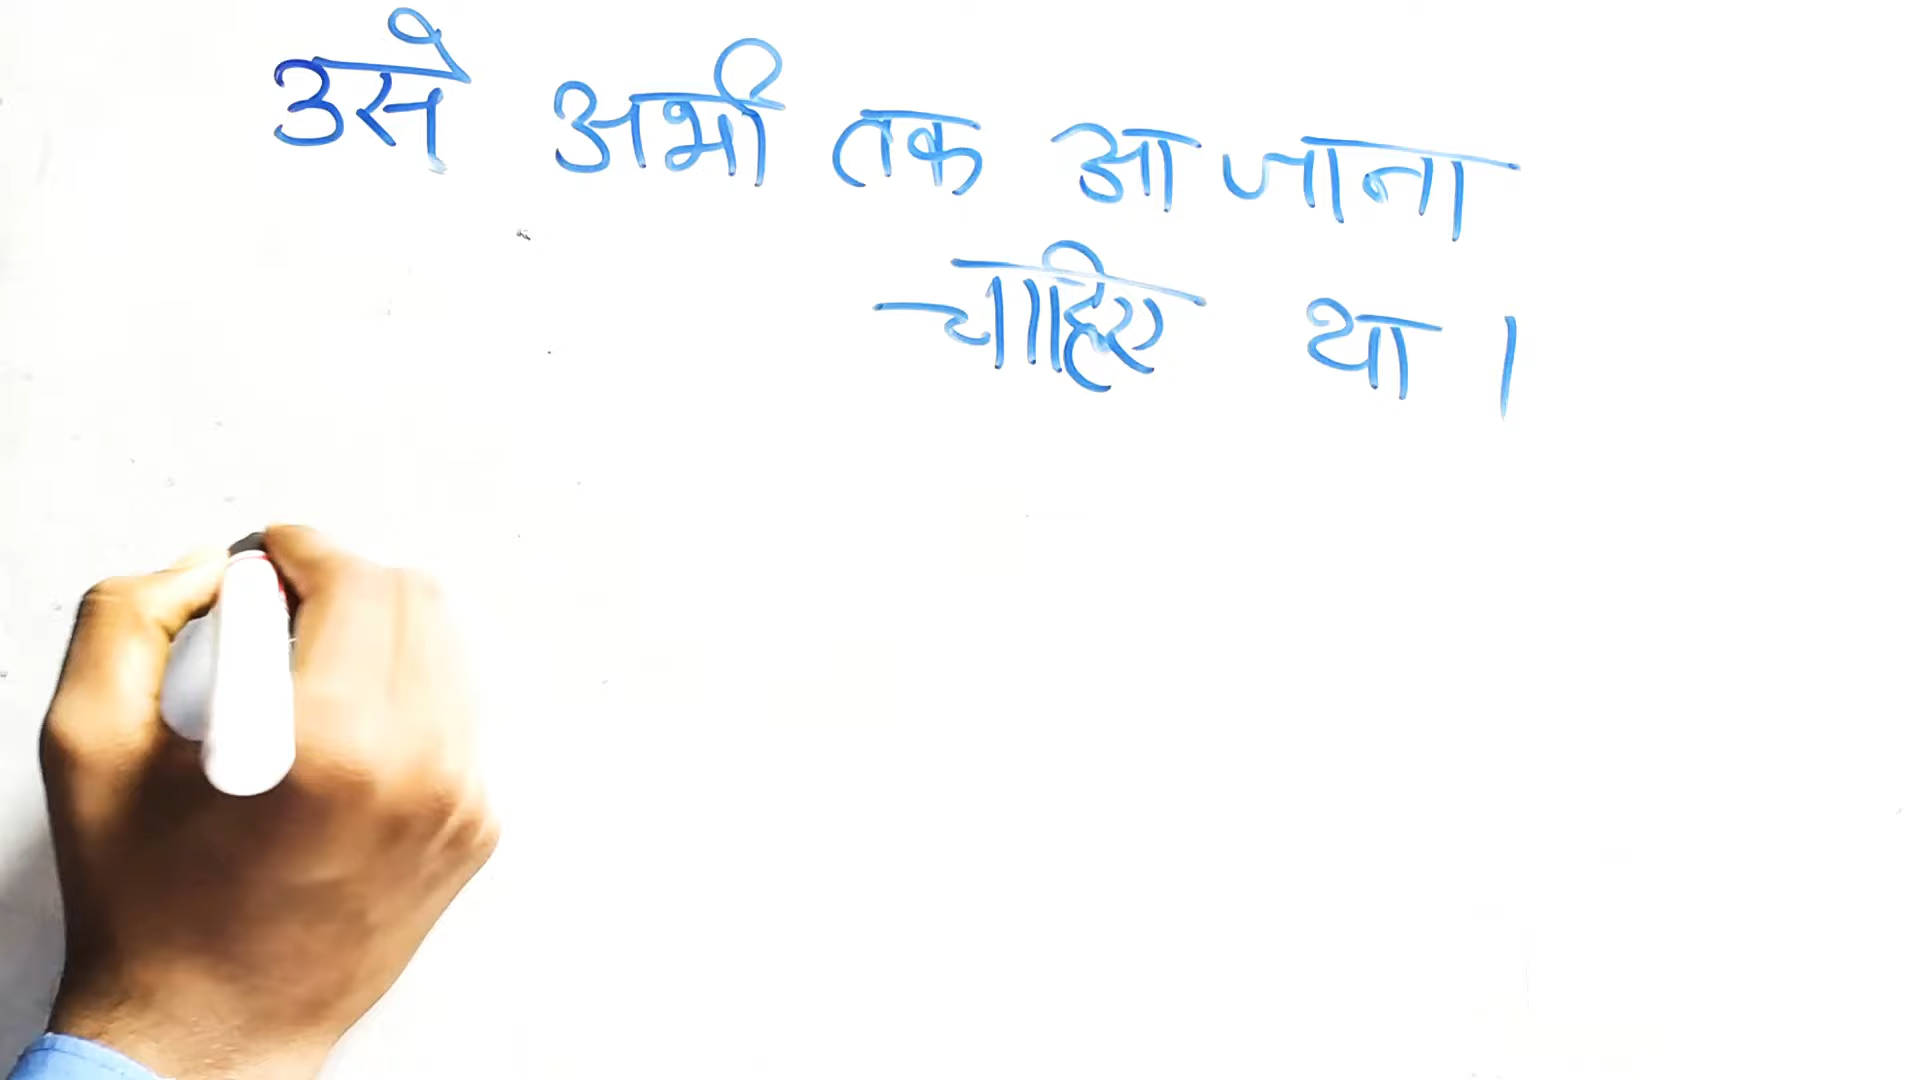 उसे अभी तक आ जाना
चाहिए था ।